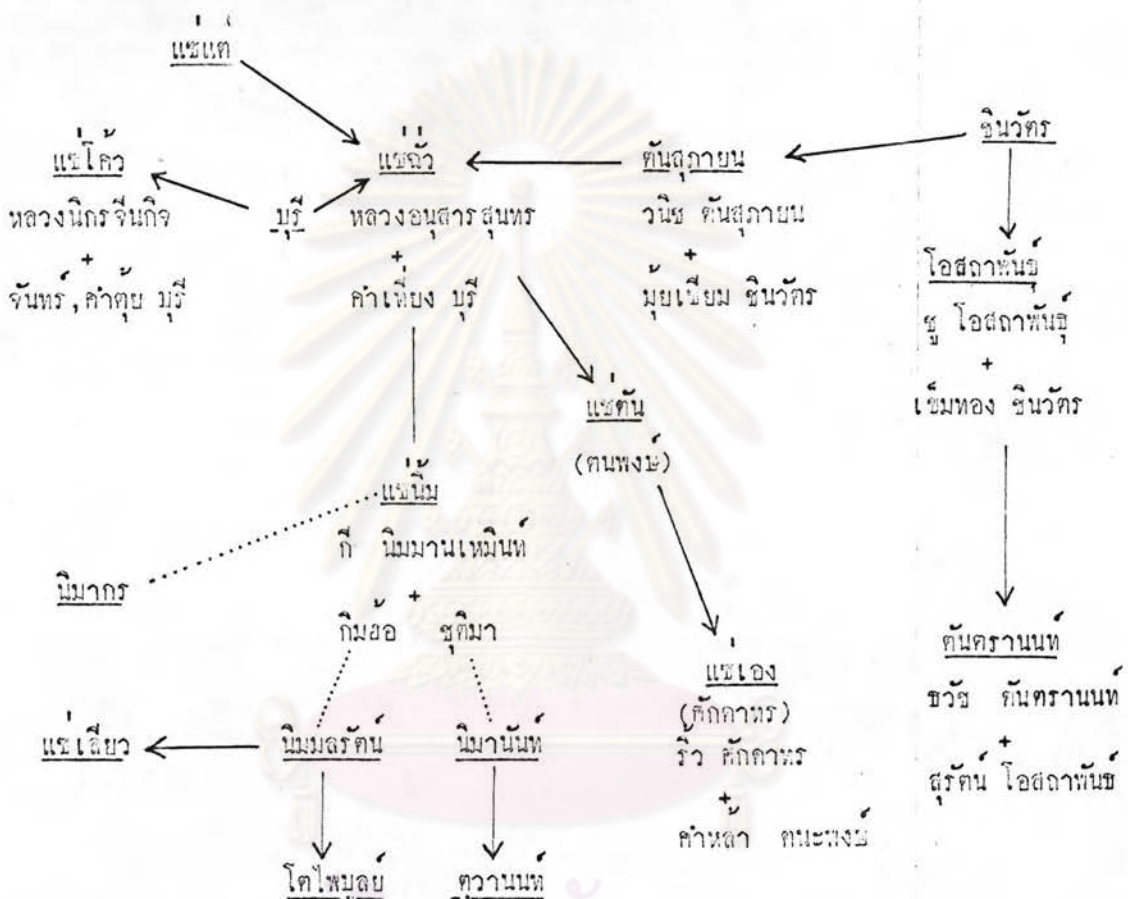 แซ่แต้
ชินวัตร
แซ่โค้ว
แซ่ฉั่ว
ตันสุภายน
หลวงนิกรจีนกิจ
บุรี
หลวงอนุสารสุนทร
วนิช ตันสุภายน
+
+
+
จันทร์,คำตุ้ย บุรี
คำเที่ยง บุรี
มุ้ยเซียม ชินวัตร
โอสถาพันธุ์
ชู โอสถาพันธุ์
+
เข็มทอง ชินวัตร
แซ่ตัน
(ตนพงษ์)
แซ่นิ้ม
กี นิมมานเหมินท์
นิมากร
+
กิมฮ้อ ชุติมา
ตันตรานนท์
แซ่เอง
(ศักดาทร)
ธวัช ตันตรานนท์
แซ่เลียว
นิมมลรัตน์
นิมานันท์
ริ้ว ศักดาทร
+
สุรัตน์ โอสถาพันธ์
+
คำหล้า ตนะพงษ์
โตไพบูลย์
ตุวานนท์